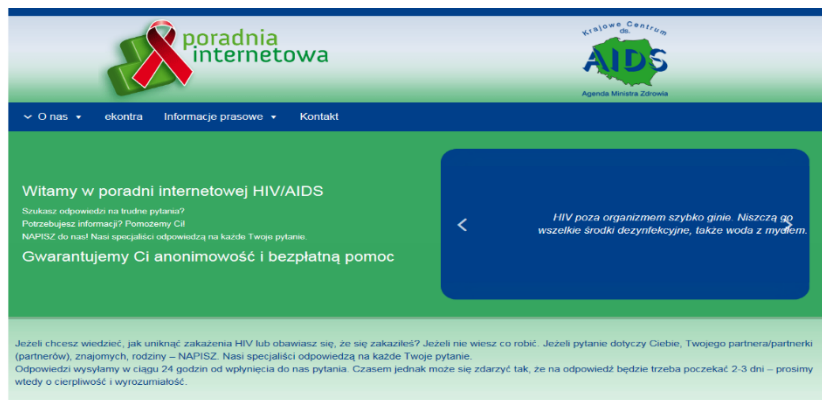 poradnia
internetowa
Krajowe Centrum
ds.
AIDS
Agenda Ministra Zdrowia
O nas
ekontra
Informacje prasowe
Kontakt
Witamy w poradni internetowej HIV/AIDS
Szukasz odpowiedzi na trudne pytania?
Potrzebujesz informacji? Pomożemy Ci!
NAPISZ do nas! Nasi specjaliści odpowiedzą na każde Twoje pytanie.
Gwarantujemy Ci anonimowość i bezpłatną pomoc
HIV poza organizmem szybko ginie. Niszczą go
wszelkie środki dezynfekcyjne, także woda z mydłem.
Jeżeli chcesz wiedzieć, jak uniknąć zakażenia HIV lub obawiasz się, że się zakaziłeś? Jeżeli nie wiesz co robić. Jeżeli pytanie dotyczy Ciebie, Twojego partnera/partnerki
(partnerów), znajomych, rodziny – NAPISZ. Nasi specjaliści odpowiedzą na każde Twoje pytanie.
Odpowiedzi wysyłamy w ciągu 24 godzin od wpłynięcia do nas pytania. Czasem jednak może się zdarzyć tak, że na odpowiedź będzie trzeba poczekać 2-3 dni – prosimy
wtedy o cierpliwość i wyrozumiałość.